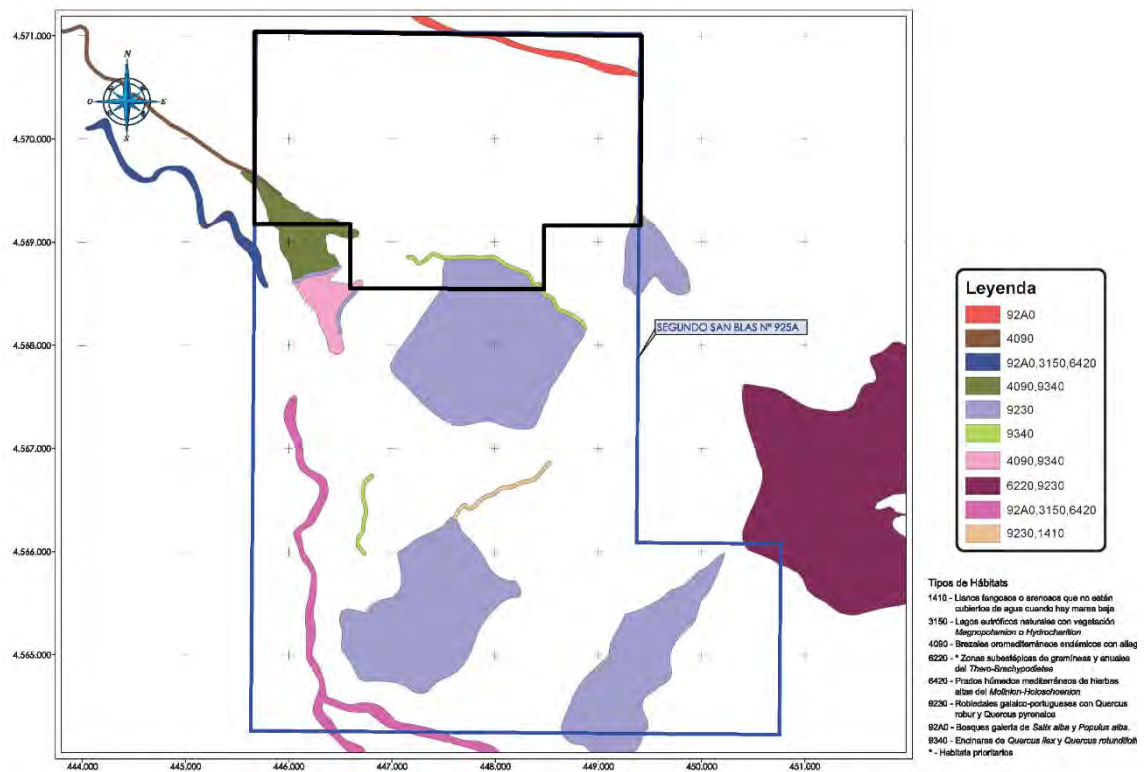 4.571.000
4.570.000
4.569.000
4.568.000
4.567.000
4.566.000
4.565.000
444.000
445.000
446.000
447.000
448.000
449.000
450.000
451.000
N
O
E
S
SEGUNDO SAN BLAS Nº 925A
Leyenda
92A0
4090
92A0,3150,6420
4090,9340
9230
9340
4090,9340
6220,9230
92A0,3150,6420
9230,1410
Tipos de Hábitats
1410 - Llanos fangosos o arenosos que no están
cubiertos de agua cuando hay marea baja
3150 - Lagos eutróficos naturales con vegetación
Magnopotamion o Hydrocharition
4090 - Brezales oromediterráneos endémicos con aliag
6220 - * Zonas subestépicas de gramíneas y anuales
del Thero-Brachypodietea
6420 - Prados húmedos mediterráneos de hierbas
altas del Molinion-Holoschoenion
9230 - Robledales galaico-portugueses con Quercus
robur y Quercus pyrenaica
92A0 - Bosques galería de Salix alba y Populus alba.
9340 - Encinares de Quercus ilex y Quercus rotundifolia
* - Habitats prioritarios